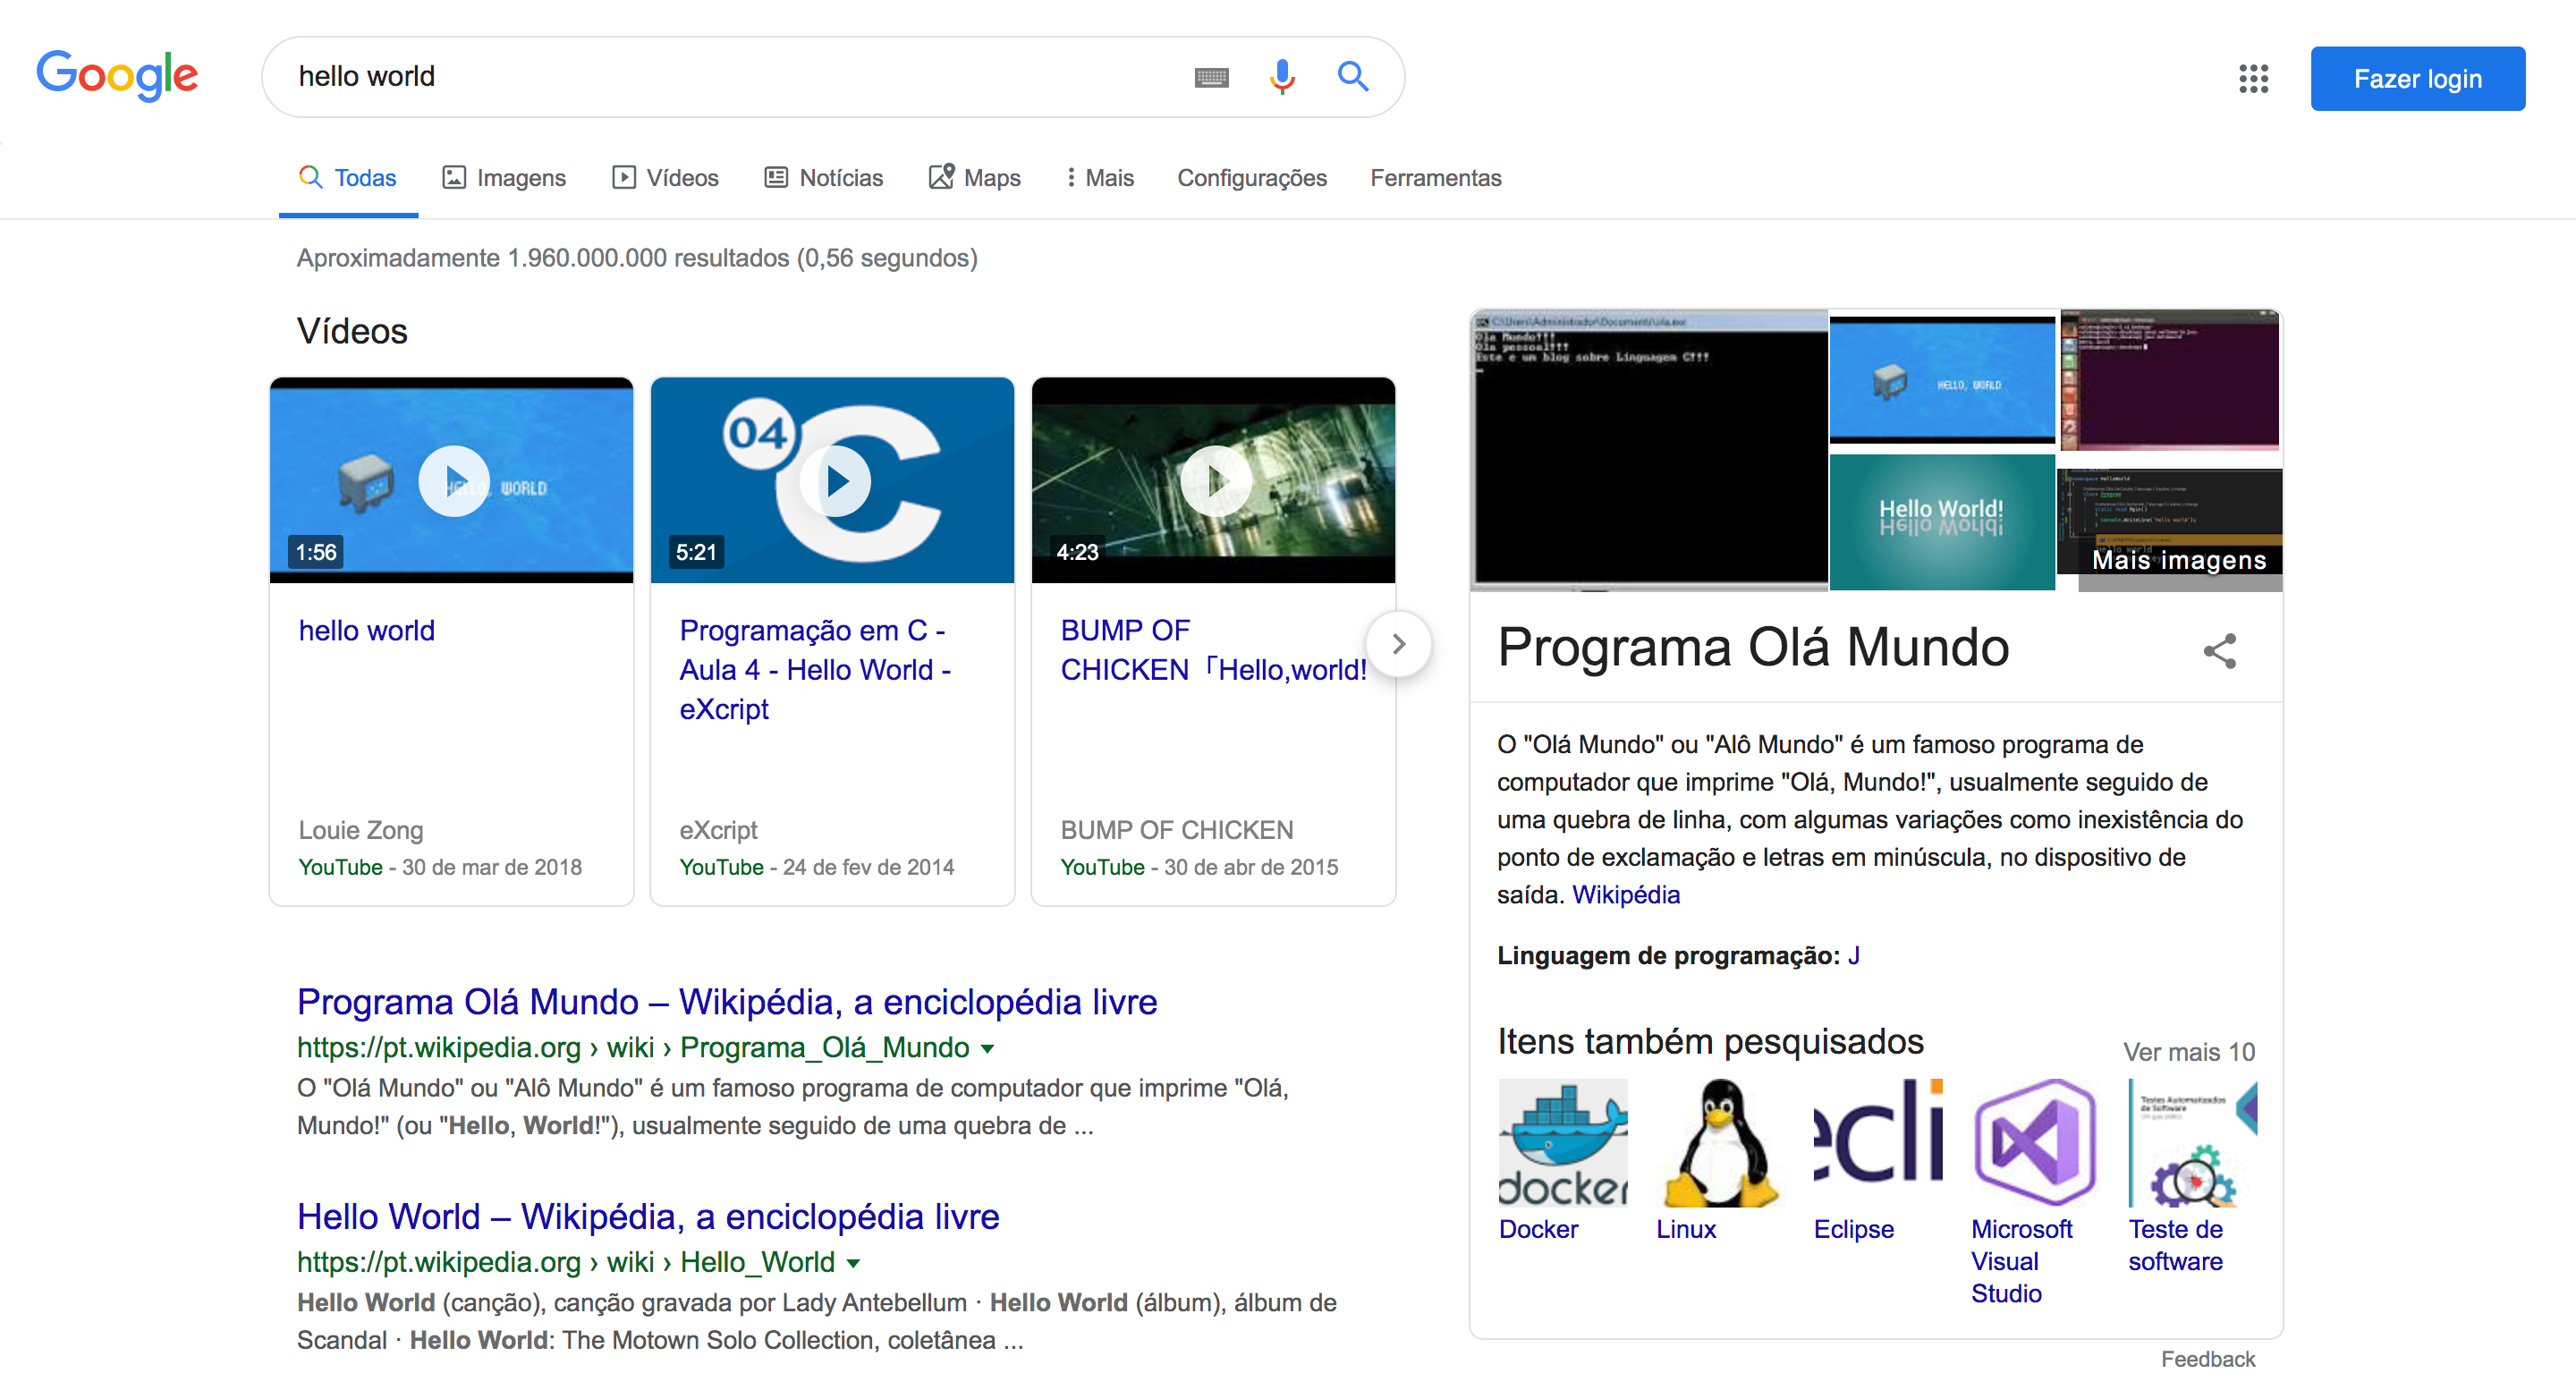 Google
hello world
Fazer login
Todas
Imagens
Vídeos
Notícias
Maps
Mais
Configurações
Ferramentas
Aproximadamente 1.960.000.000 resultados (0,56 segundos)
Vídeos
HELLO, WORLD
1:56
hello world
Louie Zong
YouTube - 30 de mar de 2018
04
C
5:21
Programação em C -
Aula 4 - Hello World -
eXcript
eXcript
YouTube - 24 de fev de 2014
4:23
BUMP OF
CHICKEN「Hello,world!
BUMP OF CHICKEN
YouTube - 30 de abr de 2015
Programa Olá Mundo – Wikipédia, a enciclopédia livre
https://pt.wikipedia.org › wiki › Programa_Olá_Mundo
O "Olá Mundo" ou "Alô Mundo" é um famoso programa de computador que imprime "Olá,
Mundo!" (ou "Hello, World!"), usualmente seguido de uma quebra de ...
Hello World – Wikipédia, a enciclopédia livre
https://pt.wikipedia.org › wiki › Hello_World
Hello World (canção), canção gravada por Lady Antebellum · Hello World (álbum), álbum de
Scandal · Hello World: The Motown Solo Collection, coletânea ...
C:\Users\Administrador\Documents\ola.exe
Ola Mundo!!!
Ola pessoal!!!
Este e um blog sobre Linguagem C!!!
HELLO, WORLD
Hello World!
Mais imagens
Programa Olá Mundo
O "Olá Mundo" ou "Alô Mundo" é um famoso programa de
computador que imprime "Olá, Mundo!", usualmente seguido de
uma quebra de linha, com algumas variações como inexistência do
ponto de exclamação e letras em minúscula, no dispositivo de
saída. Wikipédia
Linguagem de programação: J
Itens também pesquisados
Ver mais 10
docker
Docker
Linux
ecli
Eclipse
Microsoft
Visual
Studio
Testes Automatizados
de Software
Teste de
software
Feedback